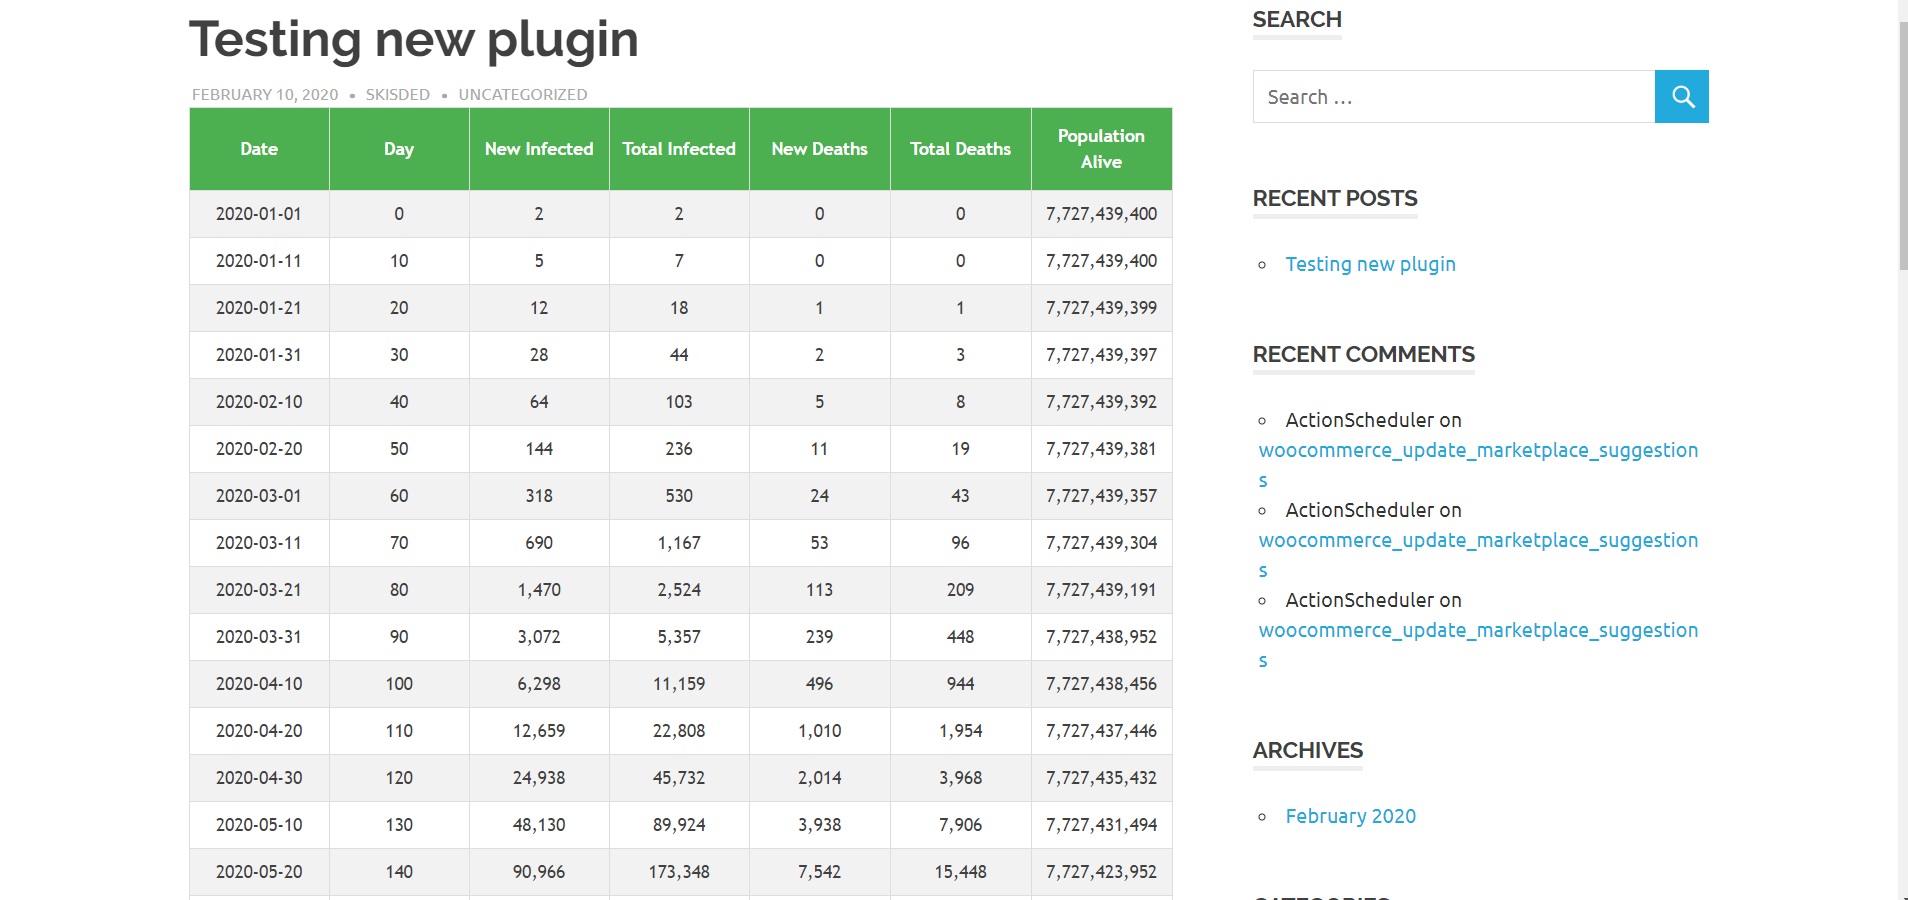 Testing new plugin
FEBRUARY 10, 2020 • SKISDED • UNCATEGORIZED
Date Day New Infected Total Infected New Deaths Total Deaths Population Alive
2020-01-01 0 2 2 0 0 7,727,439,400
2020-01-11 10 5 7 0 0 7,727,439,400
2020-01-21 20 12 18 1 1 7,727,439,399
2020-01-31 30 28 44 2 3 7,727,439,397
2020-02-10 40 64 103 5 8 7,727,439,392
2020-02-20 50 144 236 11 19 7,727,439,381
2020-03-01 60 318 530 24 43 7,727,439,357
2020-03-11 70 690 1,167 53 96 7,727,439,304
2020-03-21 80 1,470 2,524 113 209 7,727,439,191
2020-03-31 90 3,072 5,357 239 448 7,727,438,952
2020-04-10 100 6,298 11,159 496 944 7,727,438,456
2020-04-20 110 12,659 22,808 1,010 1,954 7,727,437,446
2020-04-30 120 24,938 45,732 2,014 3,968 7,727,435,432
2020-05-10 130 48,130 89,924 3,938 7,906 7,727,431,494
2020-05-20 140 90,966 173,348 7,542 15,448 7,727,423,952
SEARCH
Search …
RECENT POSTS
Testing new plugin
RECENT COMMENTS
ActionScheduler on
woocommerce_update_marketplace_suggestion
s
ActionScheduler on
woocommerce_update_marketplace_suggestion
s
ActionScheduler on
woocommerce_update_marketplace_suggestion
s
ARCHIVES
February 2020